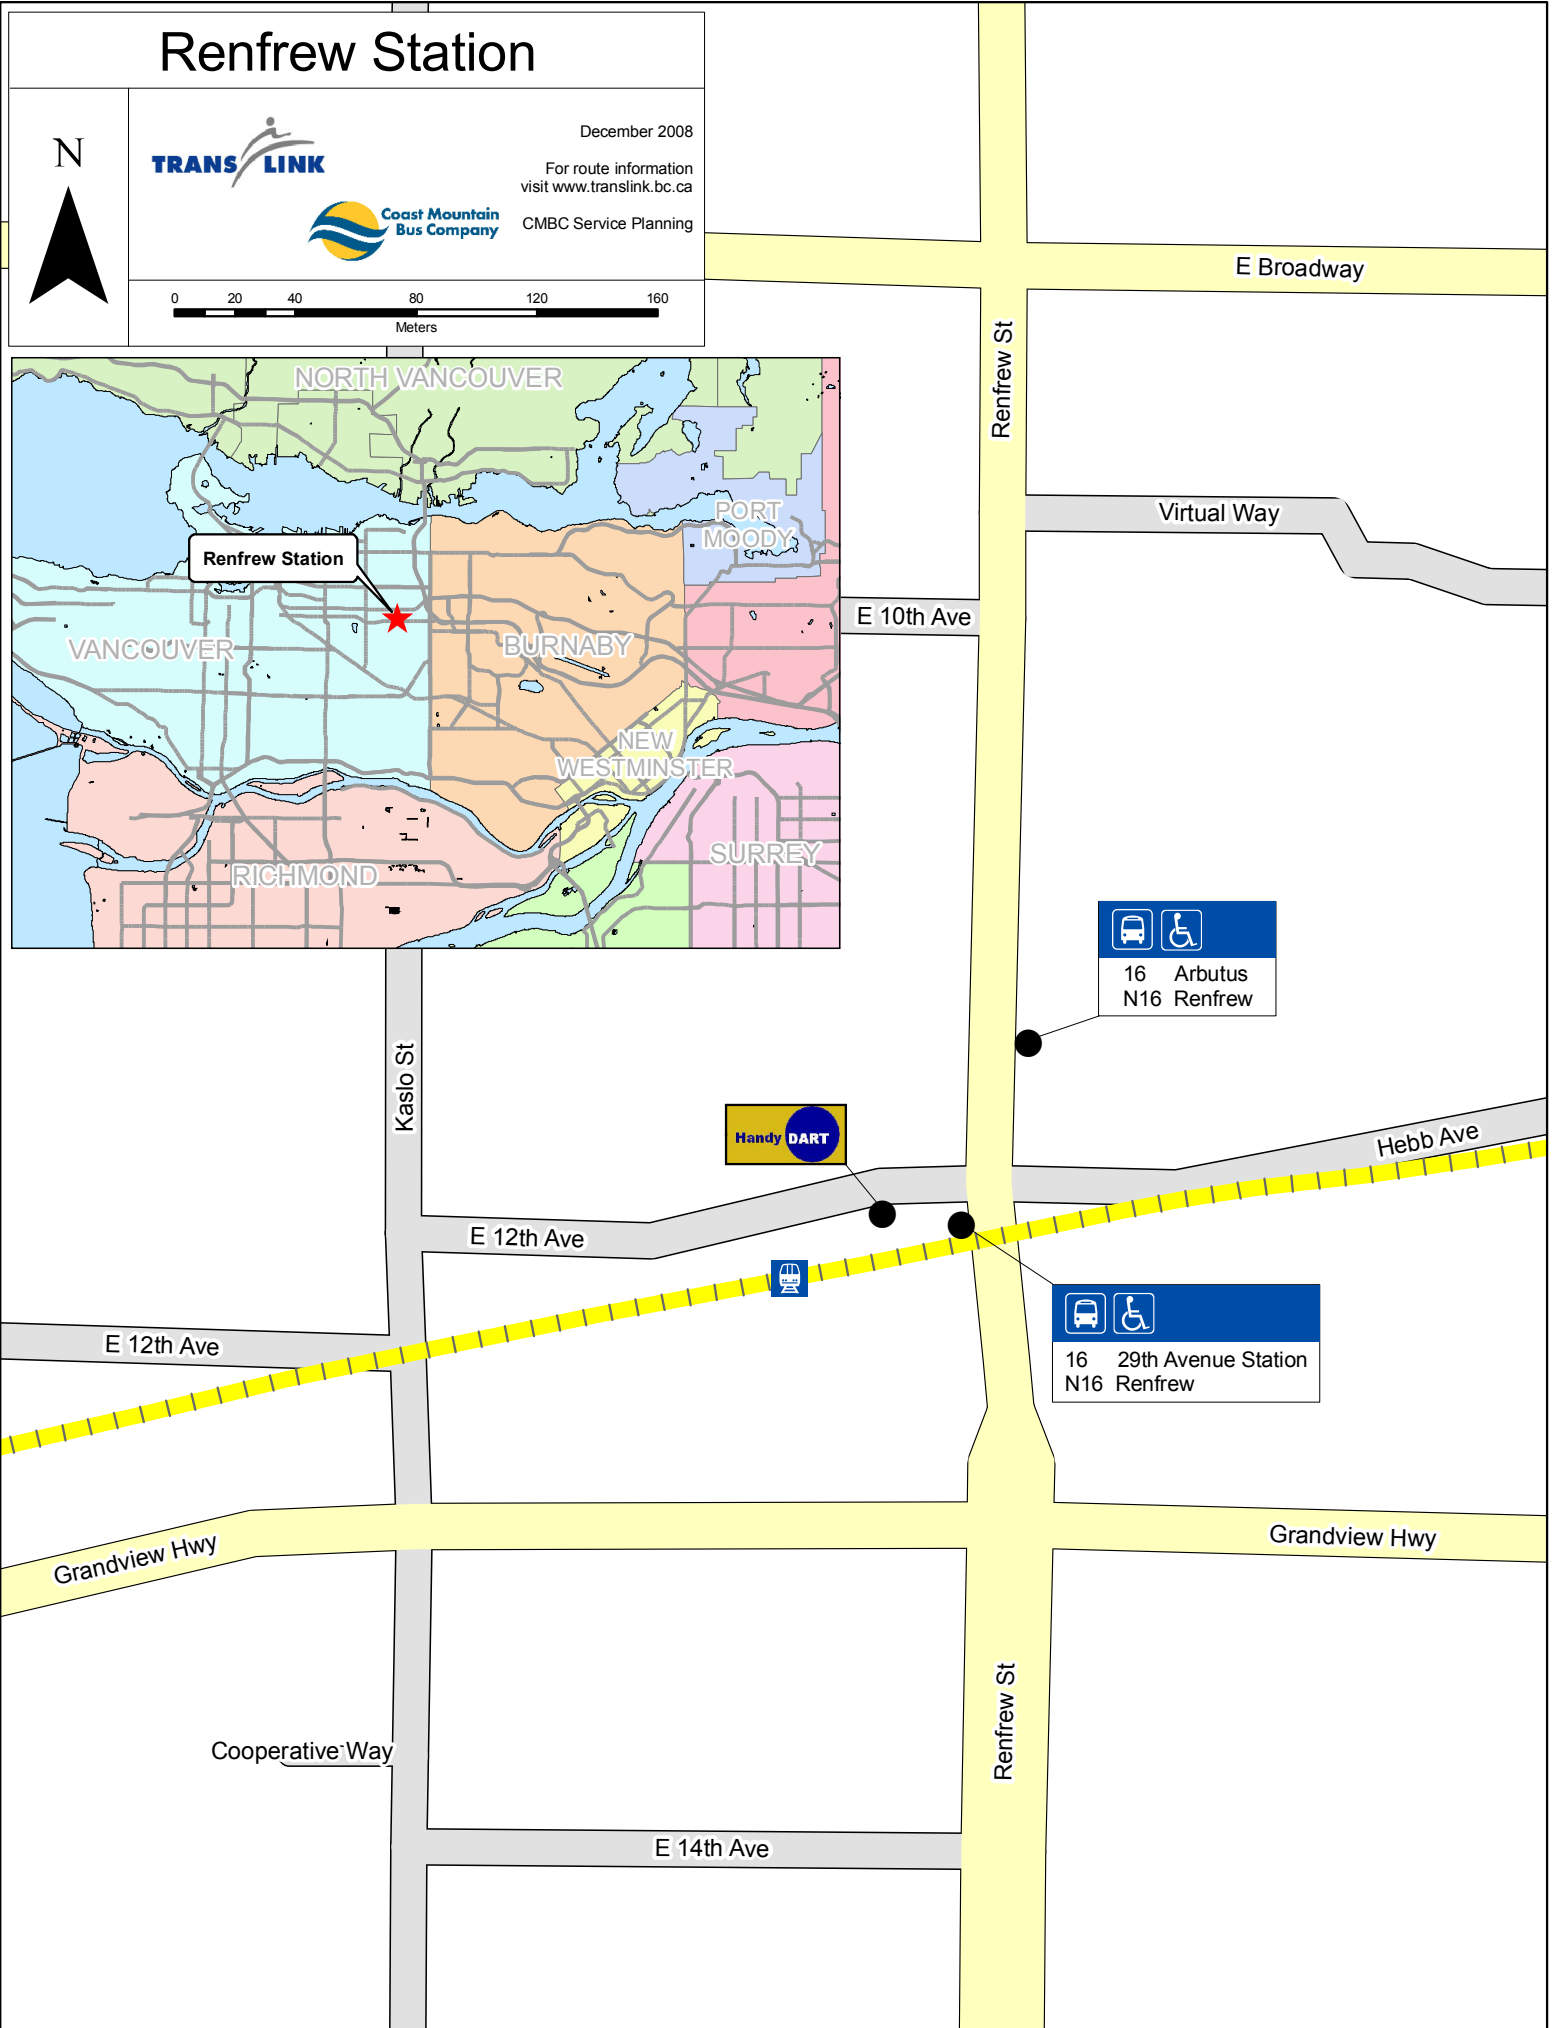 Renfrew Station
N
TRANS LINK
December 2008
For route information
visit www.translink.bc.ca
Coast Mountain
Bus Company
CMBC Service Planning
0 20 40 80 120 160
Meters
E Broadway
Renfrew St
NORTH VANCOUVER
PORT
MOODY
Renfrew Station
VANCOUVER
BURNABY
NEW
WESTMINSTER
RICHMOND
SURREY
Virtual Way
E 10th Ave
16 Arbutus
N16 Renfrew
Kaslo St
Handy DART
Hebb Ave
E 12th Ave
E 12th Ave
16 29th Avenue Station
N16 Renfrew
Grandview Hwy
Grandview Hwy
Renfrew St
Cooperative Way
E 14th Ave